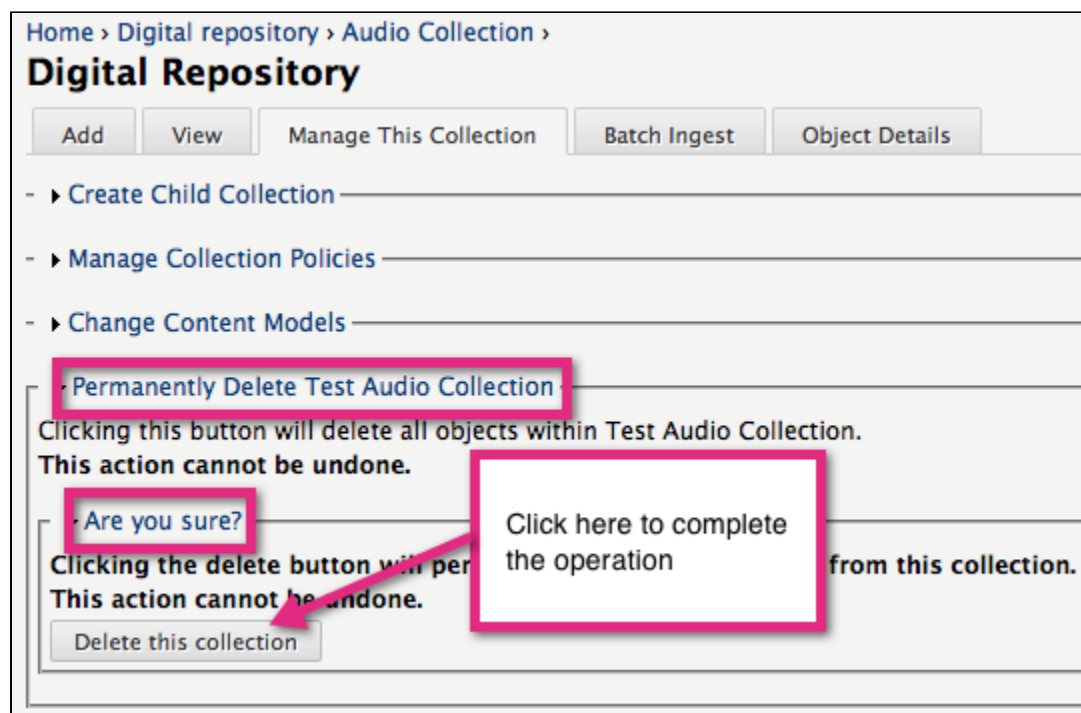 Home › Digital repository › Audio Collection ›
Digital Repository
Add View Manage This Collection Batch Ingest Object Details
Create Child Collection
Manage Collection Policies
Change Content Models
Permanently Delete Test Audio Collection
Clicking this button will delete all objects within Test Audio Collection.
This action cannot be undone.
Are you sure?
Click here to complete
the operation
Clicking the delete button will from this collection.
This action cannot be undone.
Delete this collection